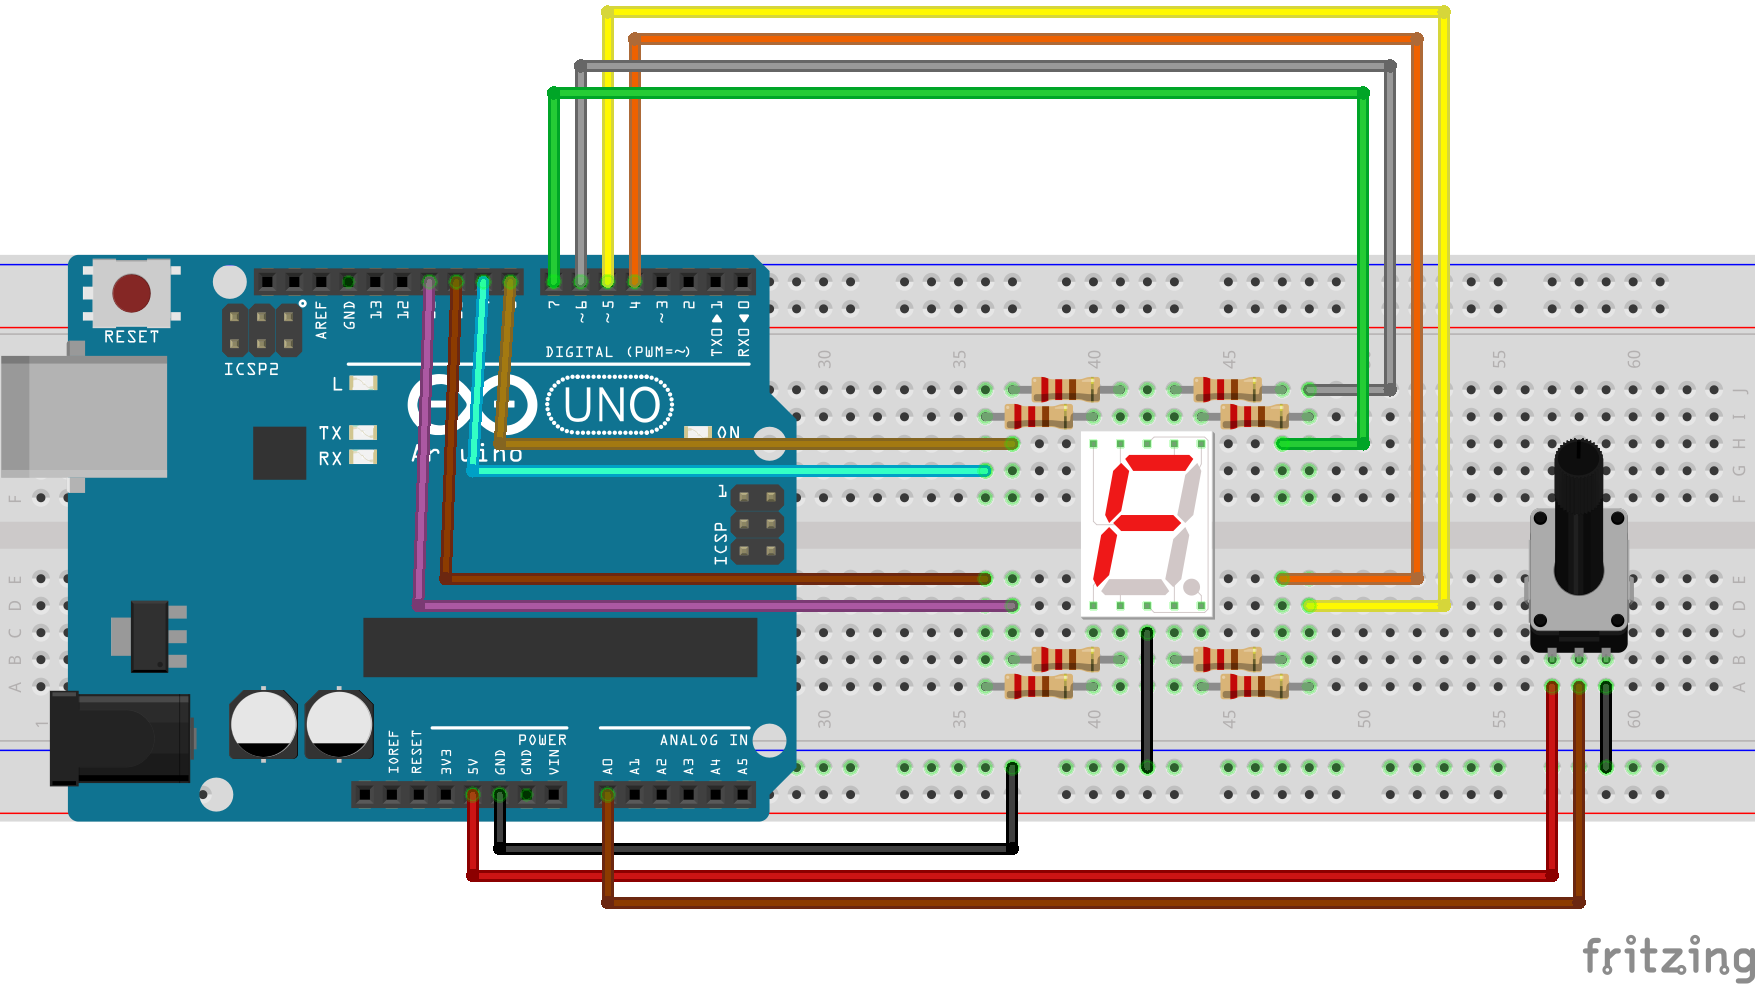 RESET
ICSP2
AREF
GND
13
12
7
~6
~5
4
~3
2
TX0▶1
RX0◀0
DIGITAL (PWM=~)
L
TX
RX
UNO
ON
Arduino
1
ICSP
IOREF
RESET
3V3
5V
GND
GND
VIN
POWER
A0
A1
A2
A3
A4
A5
ANALOG IN
30
35
40
45
55
60
J
I
H
G
F
F
E
D
C
B
A
E
D
C
B
A
1
30
35
40
45
50
55
60
fritzing